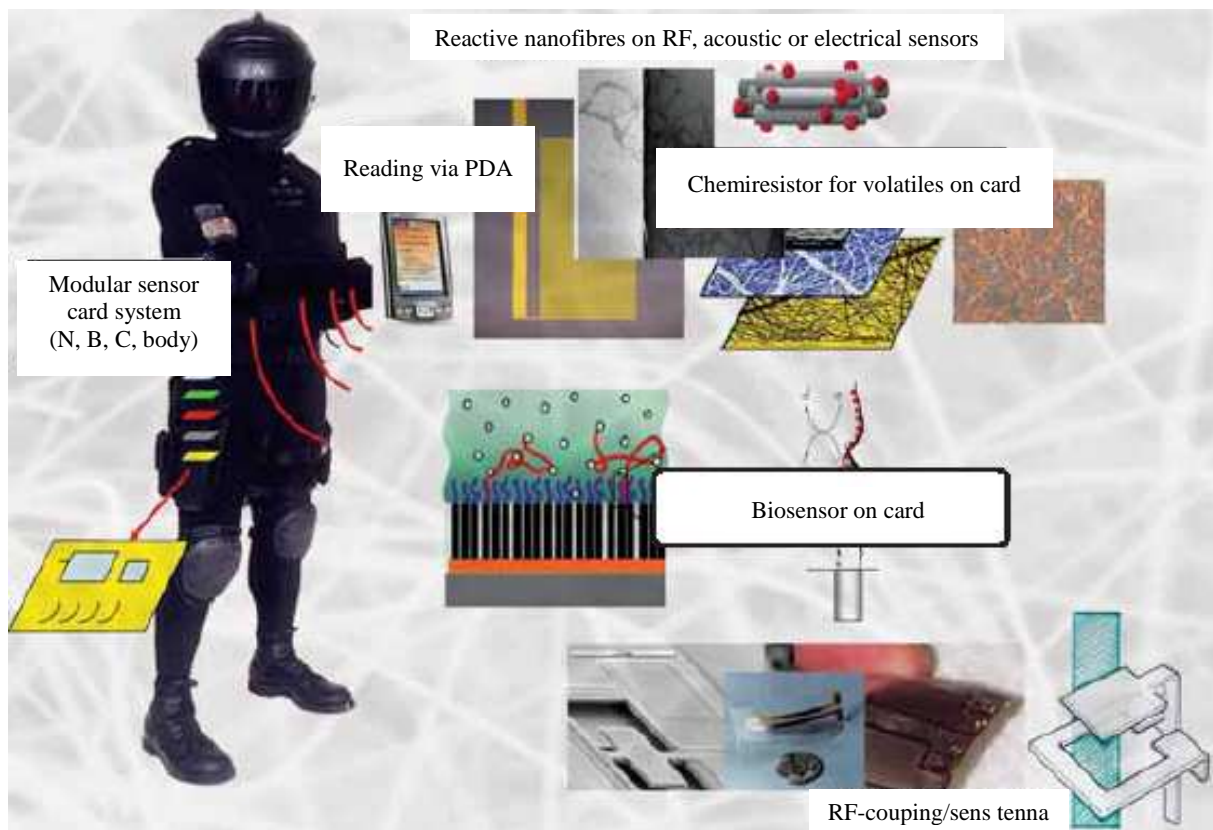 Reactive nanofibres on RF, acoustic or electrical sensors
Reading via PDA
Chemiresistor for volatiles on card
Modular sensor
card system
(N, B, C, body)
Biosensor on card
RF-couping/sens tenna